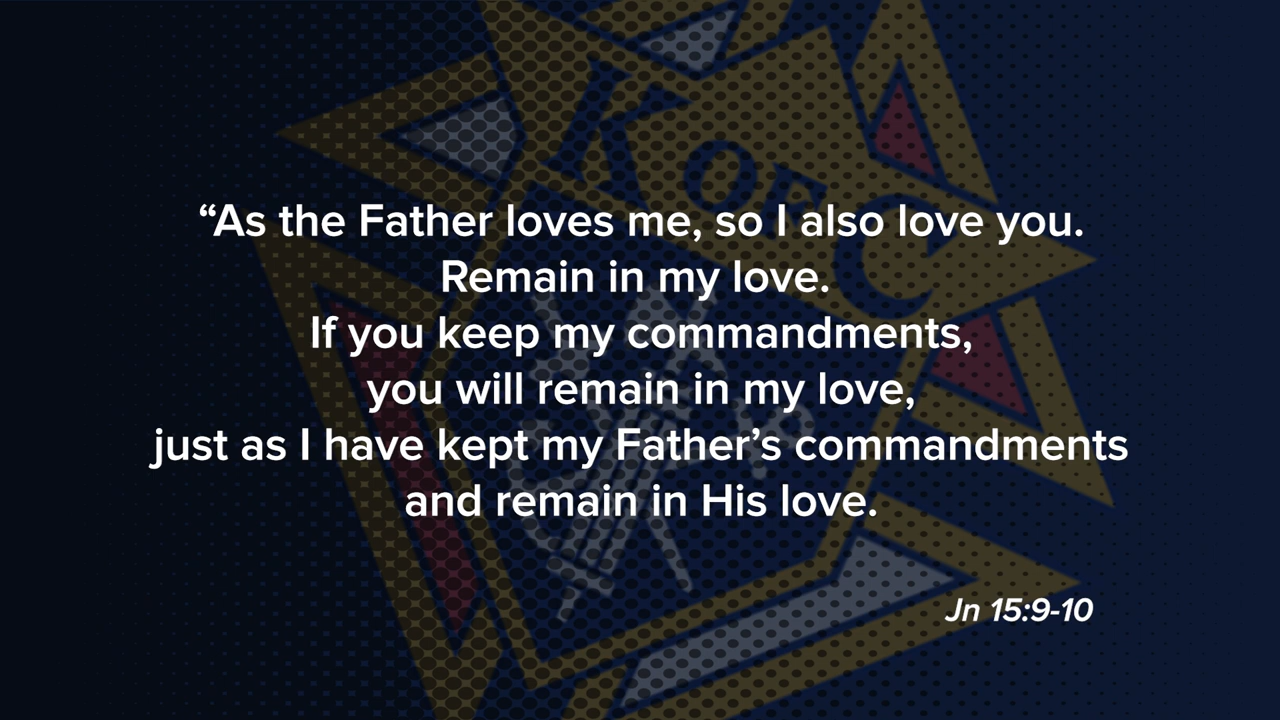 K OF C
“As the Father loves me, so I also love you.
Remain in my love.
If you keep my commandments,
you will remain in my love,
just as I have kept my Father’s commandments
and remain in His love.
Jn 15:9-10